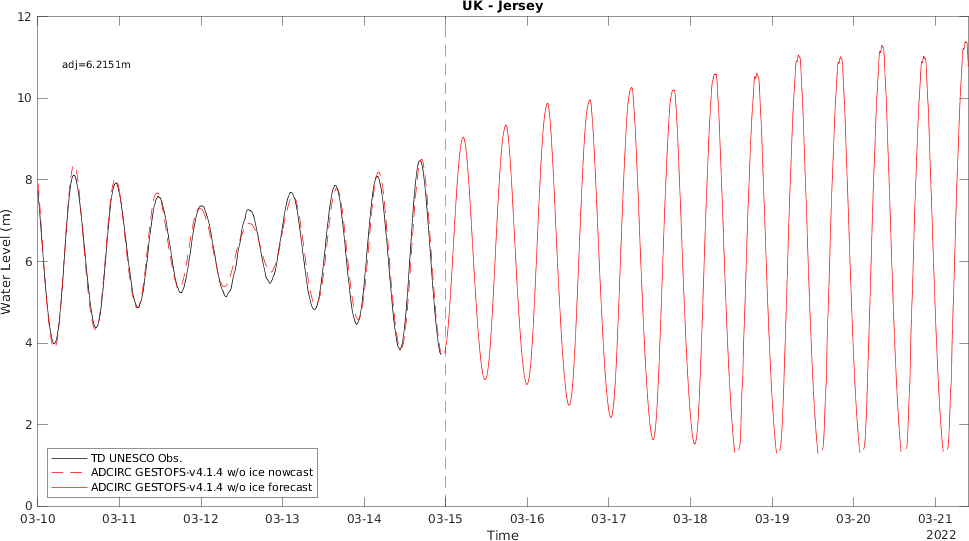 UK - Jersey
12
adj=6.2151m
10
8
6
4
2
0
Water Level (m)
TD UNESCO Obs.
ADCIRC GESTOFS-v4.1.4 w/o ice nowcast
ADCIRC GESTOFS-v4.1.4 w/o ice forecast
03-10 03-11 03-12 03-13 03-14 03-15 03-16 03-17 03-18 03-19 03-20 03-21
Time
2022